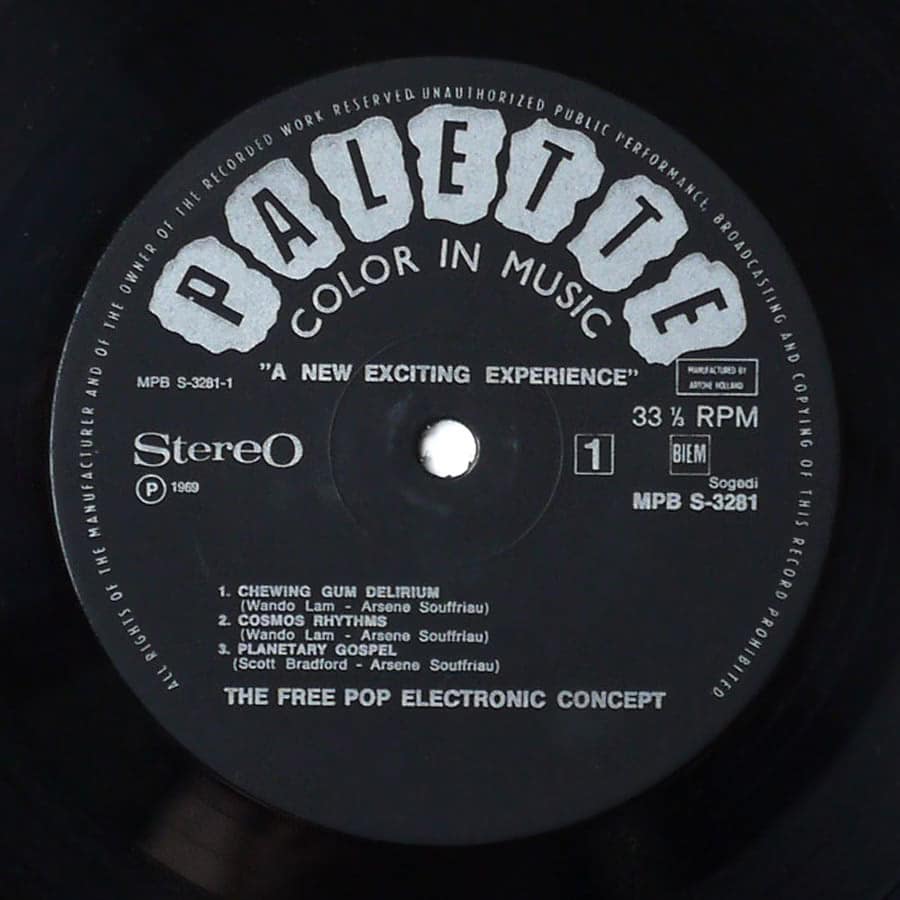 ALL RIGHTS OF THE MANUFACTURER AND OF THE OWNER OF THE RECORDED WORK RESERVED. UNAUTHORIZED PUBLIC PERFORMANCE, BROADCASTING AND COPYING OF THIS RECORD PROHIBITED
PALETTE
COLOR IN MUSIC
"A NEW EXCITING EXPERIENCE"
MPB S-3281-1
MANUFACTURED BY
ARTONE HOLLAND
33 ⅓ RPM
Stereo
1
BIEM
Sogedi
Ⓟ 1969
MPB S-3281
1. CHEWING GUM DELIRIUM
(Wando Lam - Arsene Souffriau)
2. COSMOS RHYTHMS
(Wando Lam - Arsene Souffriau)
3. PLANETARY GOSPEL
(Scott Bradford - Arsene Souffriau)
THE FREE POP ELECTRONIC CONCEPT